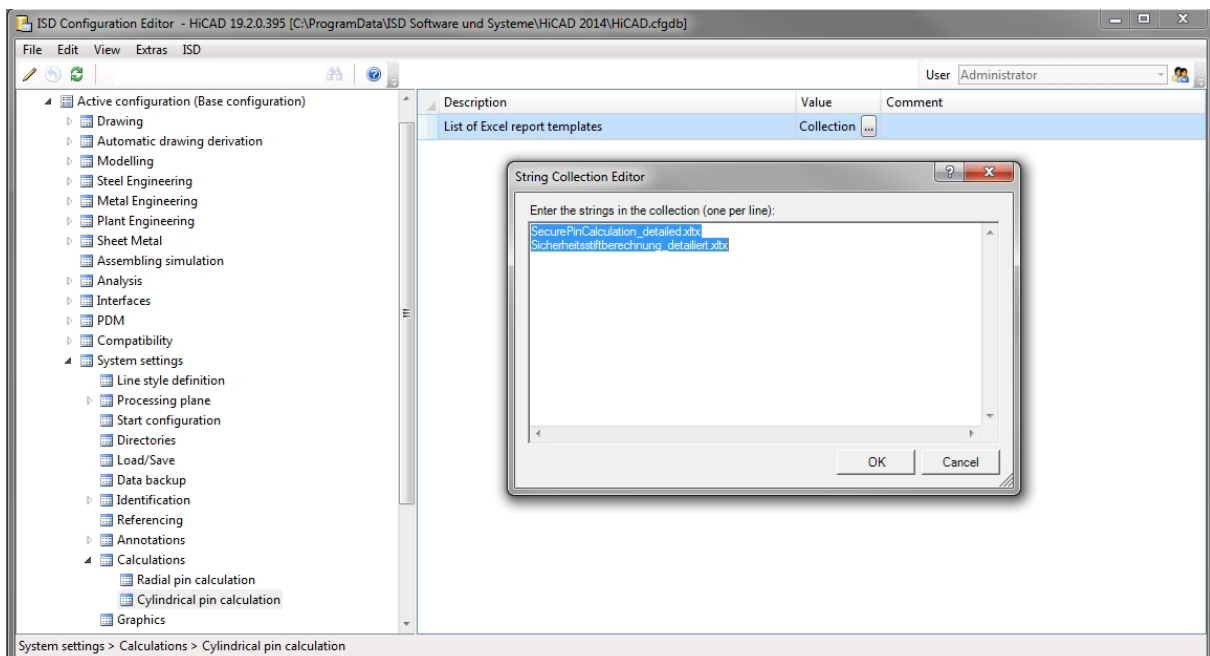 ISD Configuration Editor - HiCAD 19.2.0.395 [C:\ProgramData\ISD Software und Systeme\HiCAD 2014\HiCAD.cfgdb]
File Edit View Extras ISD
User Administrator
Active configuration (Base configuration)
Drawing
Automatic drawing derivation
Modelling
Steel Engineering
Metal Engineering
Plant Engineering
Sheet Metal
Assembling simulation
Analysis
Interfaces
PDM
Compatibility
System settings
Line style definition
Processing plane
Start configuration
Directories
Load/Save
Data backup
Identification
Referencing
Annotations
Calculations
Radial pin calculation
Cylindrical pin calculation
Graphics
Description Value Comment
List of Excel report templates Collection ...
String Collection Editor
Enter the strings in the collection (one per line):
SecurePinCalculation_detailed.xltx
Sicherheitsstiftberechnung_detailiert.xltx
OK Cancel
System settings > Calculations > Cylindrical pin calculation